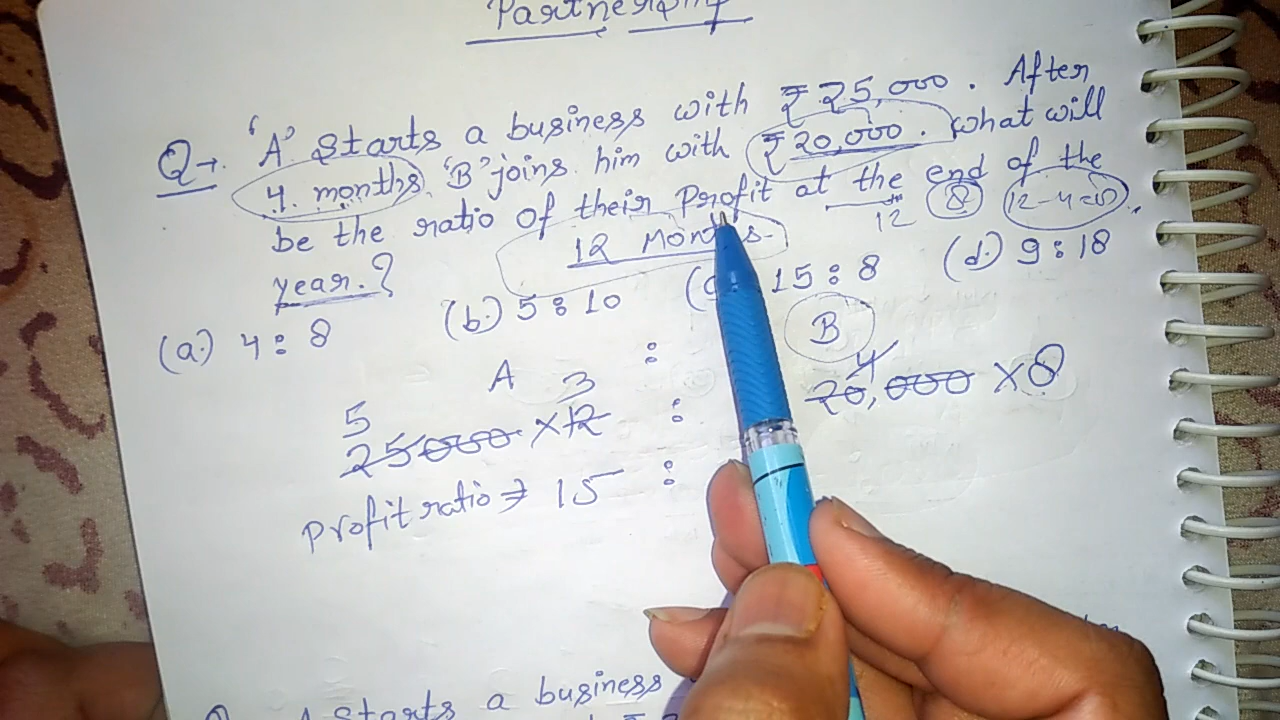 Partnership
Q→. 'A' Starts a business with ₹25,000. After
4 months, 'B' joins him with ₹20,000. What will
be the ratio of their Profit at the end of the
year.?
12 Months
12 8 12-4=8
(a.) 4:8 (b.) 5:10 15:8 (d.) 9:18
A : B
5 3 4
25000 × 12 : 20,000 × 8
Profit ratio ⇒ 15 :
starts a business